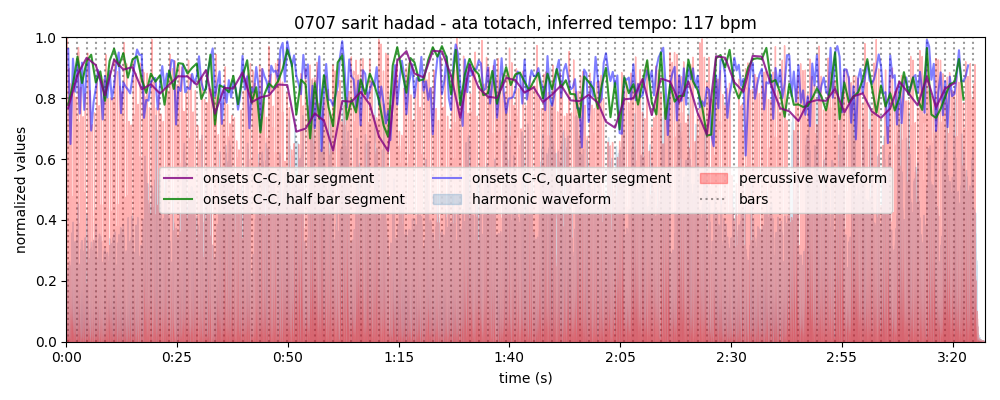 0707 sarit hadad - ata totach, inferred tempo: 117 bpm
1.0
0.8
0.6
0.4
0.2
0.0
normalized values
onsets C-C, bar segment
onsets C-C, half bar segment
onsets C-C, quarter segment
harmonic waveform
percussive waveform
bars
0:00 0:25 0:50 1:15 1:40 2:05 2:30 2:55 3:20
time (s)